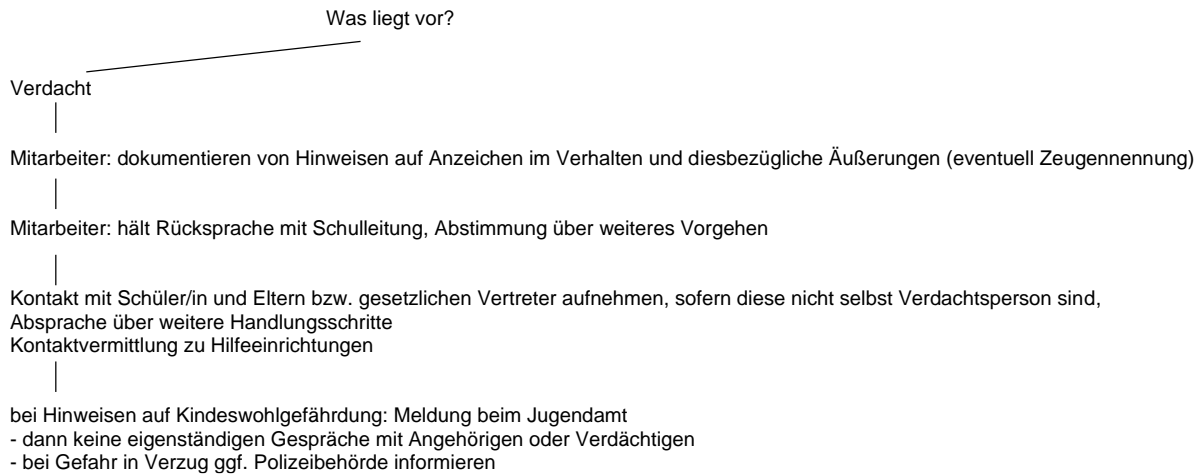 Was liegt vor?
Verdacht
Mitarbeiter: dokumentieren von Hinweisen auf Anzeichen im Verhalten und diesbezügliche Äußerungen (eventuell Zeugennennung)
Mitarbeiter: hält Rücksprache mit Schulleitung, Abstimmung über weiteres Vorgehen
Kontakt mit Schüler/in und Eltern bzw. gesetzlichen Vertreter aufnehmen, sofern diese nicht selbst Verdachtsperson sind,
Absprache über weitere Handlungsschritte
Kontaktvermittlung zu Hilfeeinrichtungen
bei Hinweisen auf Kindeswohlgefährdung: Meldung beim Jugendamt
- dann keine eigenständigen Gespräche mit Angehörigen oder Verdächtigen
- bei Gefahr in Verzug ggf. Polizeibehörde informieren